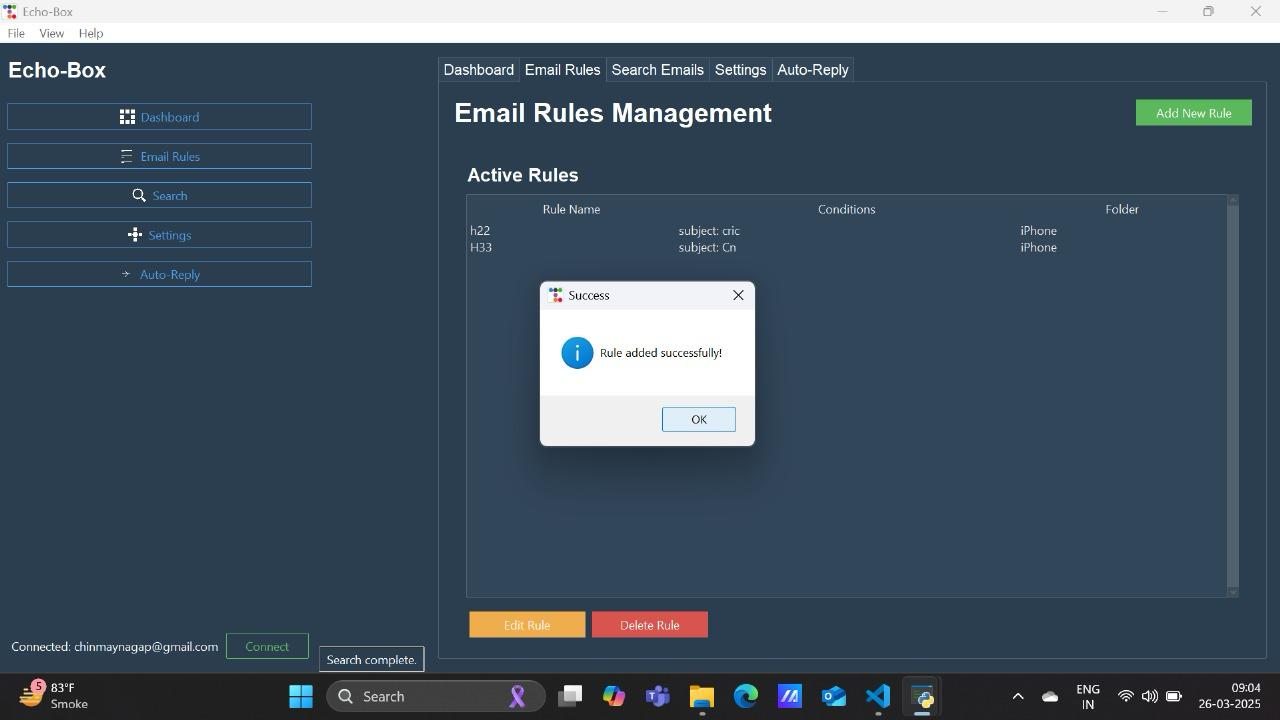 Echo-Box
File View Help
Echo-Box
Dashboard
Email Rules
Search
Settings
Auto-Reply
Dashboard Email Rules Search Emails Settings Auto-Reply
Email Rules Management
Add New Rule
Active Rules
Rule Name Conditions Folder
h22 subject: cric iPhone
H33 subject: Cn iPhone
Success
Rule added successfully!
OK
Edit Rule Delete Rule
Connected: chinmaynagap@gmail.com Connect
Search complete.
5
83°F
Smoke
Search
ENG
IN
09:04
26-03-2025